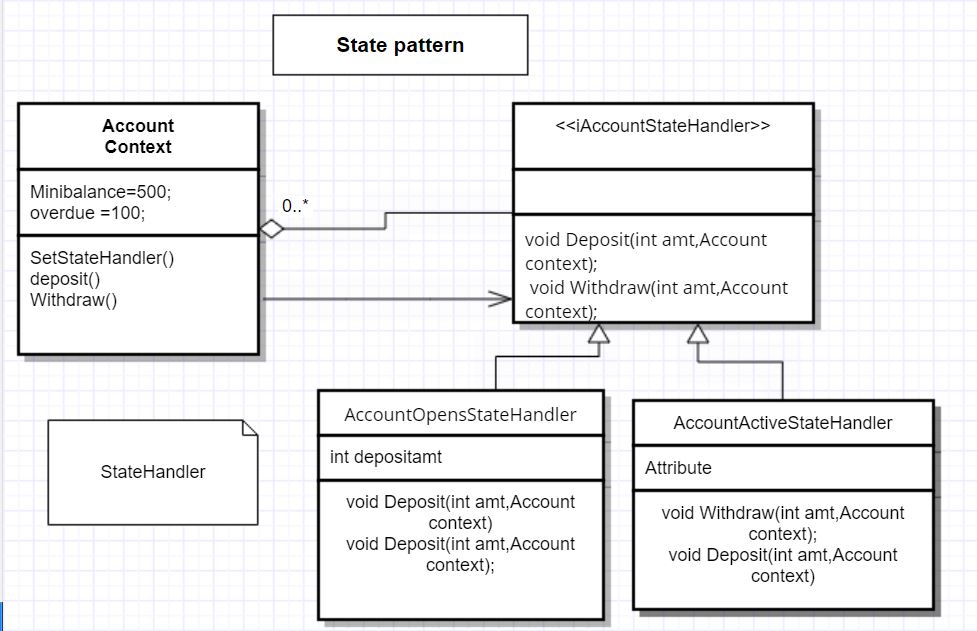 State pattern
Account
Context
Minibalance=500;
overdue =100;
SetStateHandler()
deposit()
Withdraw()
0..*
<<iAccountStateHandler>>
void Deposit(int amt,Account
context);
void Withdraw(int amt,Account
context);
StateHandler
AccountOpensStateHandler
int depositamt
void Deposit(int amt,Account
context)
void Deposit(int amt,Account
context);
AccountActiveStateHandler
Attribute
void Withdraw(int amt,Account
context);
void Deposit(int amt,Account
context)